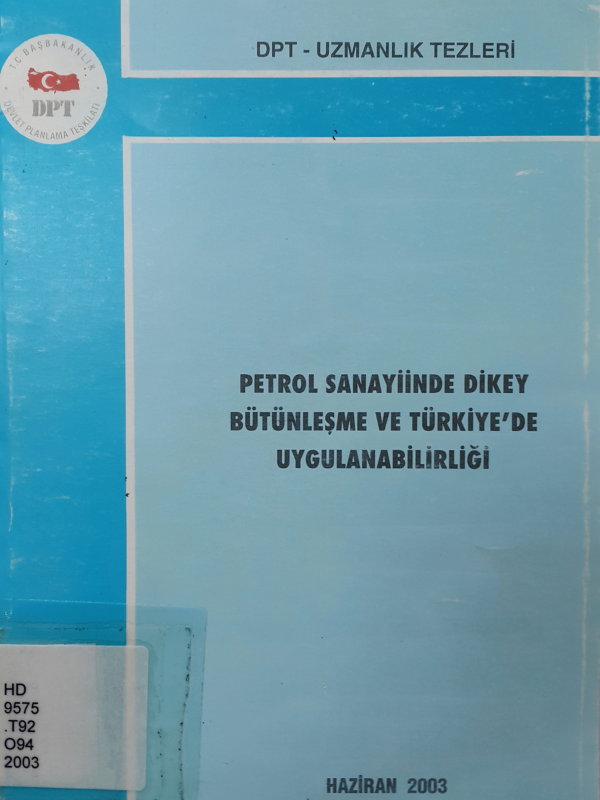 DPT - UZMANLIK TEZLERİ
T.C BAŞBAKANLIK
DPT
DEVLET PLANLAMA TEŞKİLATI
PETROL SANAYİİNDE DİKEY
BÜTÜNLEŞME VE TÜRKİYE'DE
UYGULANABİLİRLİĞİ
HD
9575
.T92
O94
2003
HAZİRAN 2003